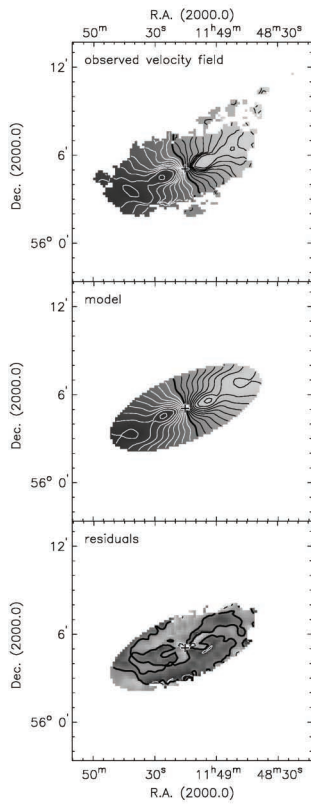 R.A. (2000.0)
50ᵐ 30ˢ 11ʰ49ᵐ 48ᵐ30ˢ
observed velocity field
12'
6'
56° 0'
Dec. (2000.0)
model
12'
6'
56° 0'
Dec. (2000.0)
residuals
12'
6'
56° 0'
Dec. (2000.0)
50ᵐ 30ˢ 11ʰ49ᵐ 48ᵐ30ˢ
R.A. (2000.0)